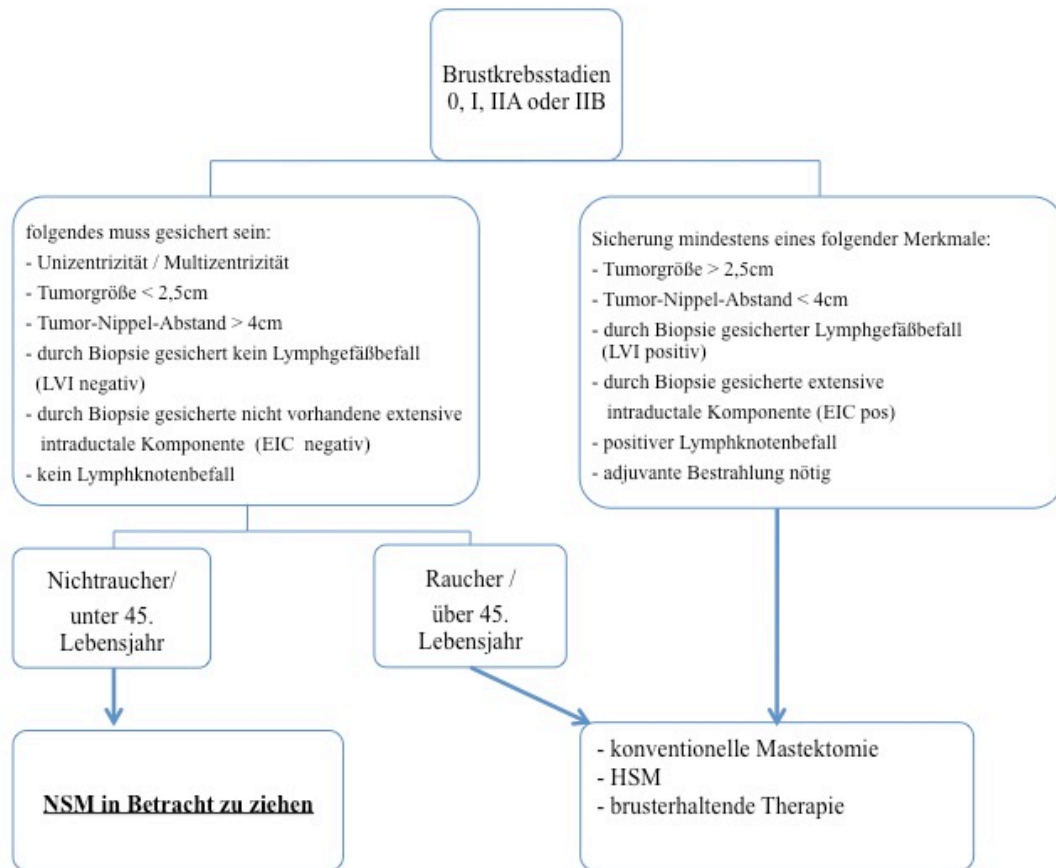 Brustkrebsstadien
0, I, IIA oder IIB
folgendes muss gesichert sein:
- Unizentrizität / Multizentrizität
- Tumorgröße < 2,5cm
- Tumor-Nippel-Abstand > 4cm
- durch Biopsie gesichert kein Lymphgefäßbefall
(LVI negativ)
- durch Biopsie gesicherte nicht vorhandene extensive
intraductale Komponente (EIC negativ)
- kein Lymphknotenbefall
Sicherung mindestens eines folgender Merkmale:
- Tumorgröße > 2,5cm
- Tumor-Nippel-Abstand < 4cm
- durch Biopsie gesicherter Lymphgefäßbefall
(LVI positiv)
- durch Biopsie gesicherte extensive
intraductale Komponente (EIC pos)
- positiver Lymphknotenbefall
- adjuvante Bestrahlung nötig
Nichtraucher/
unter 45.
Lebensjahr
Raucher /
über 45.
Lebensjahr
NSM in Betracht zu ziehen
- konventionelle Mastektomie
- HSM
- brusterhaltende Therapie